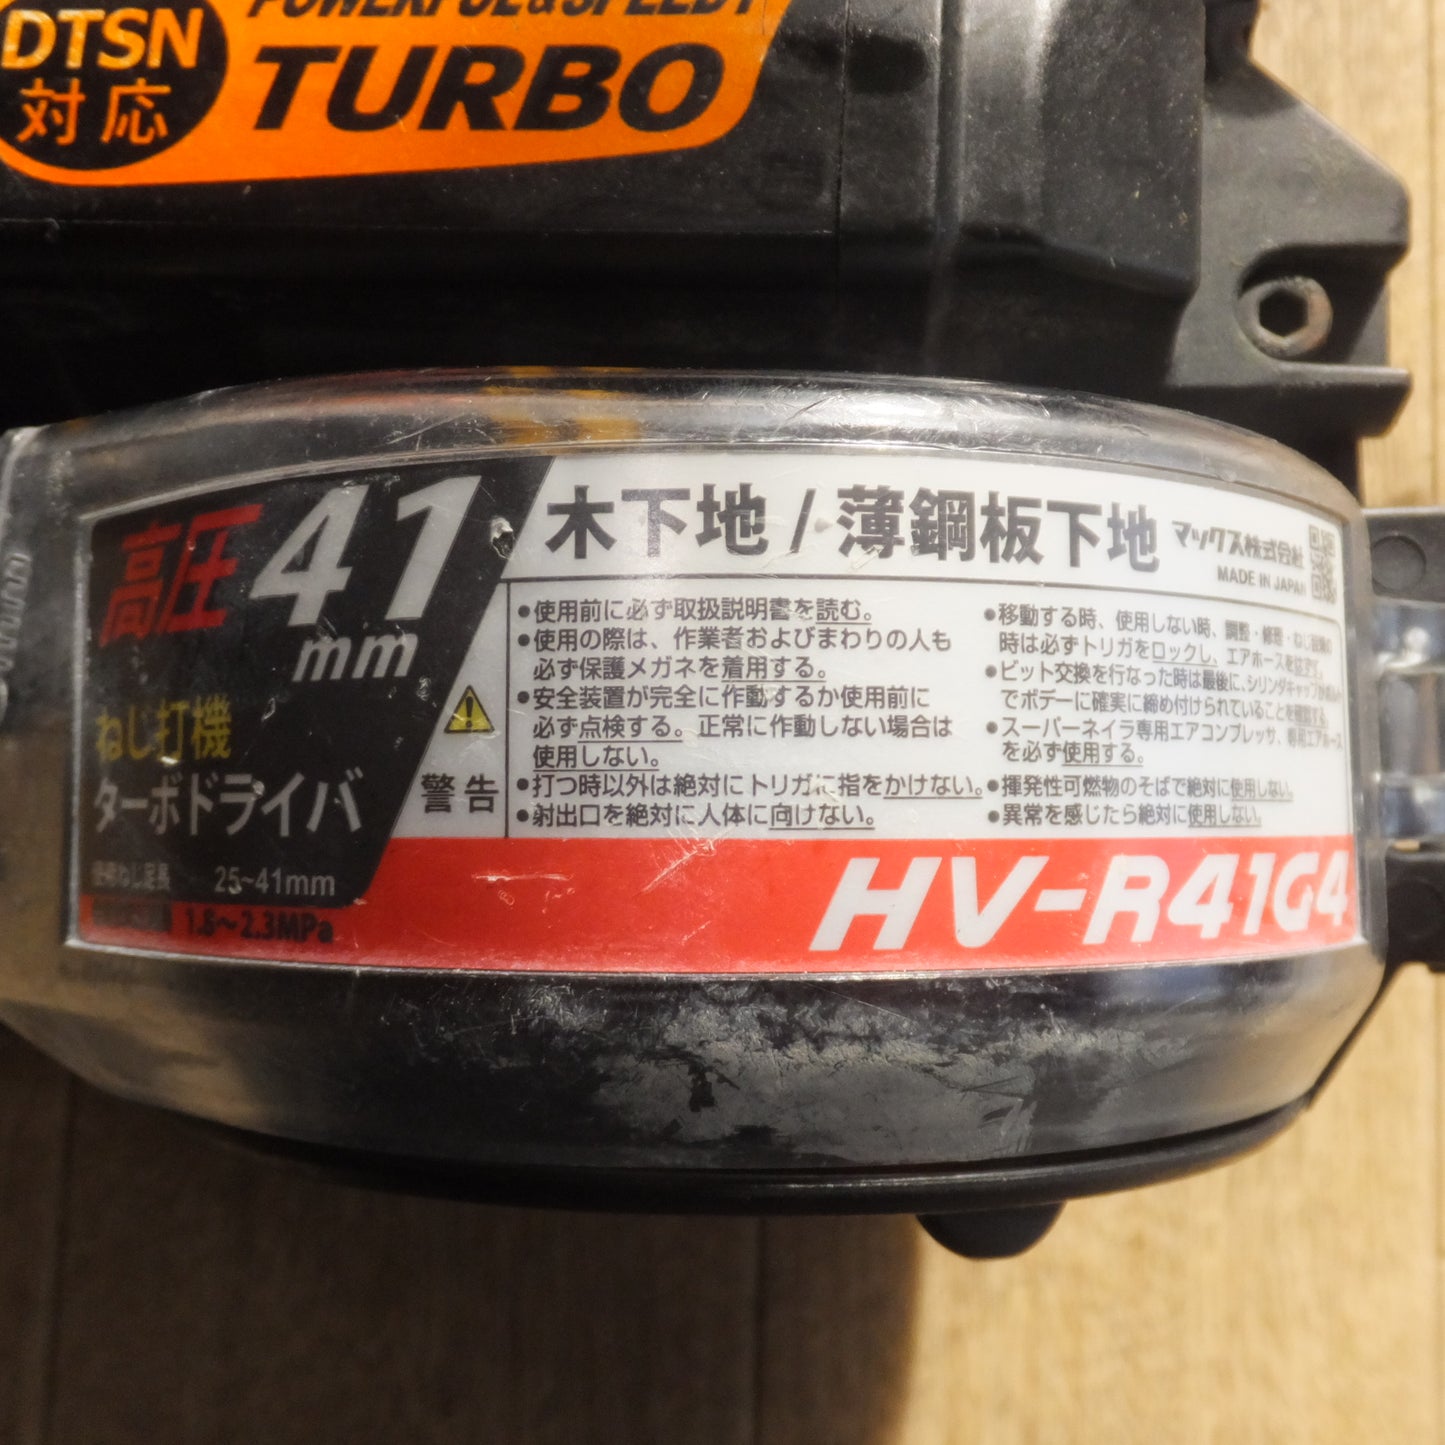 POWERFUL&SPEEDY
DTSN
対応
TURBO
高圧 41
mm
ねじ打機
ターボドライバ
使用ねじ足長 25~41mm
1.8~2.3MPa
木下地/薄鋼板下地
マックス株式会社
MADE IN JAPAN
警告
●使用前に必ず取扱説明書を読む。
●使用の際は、作業者およびまわりの人も
必ず保護メガネを着用する。
●安全装置が完全に作動するか使用前に
必ず点検する。正常に作動しない場合は
使用しない。
●打つ時以外は絶対にトリガに指をかけない。
●射出口を絶対に人体に向けない。
●移動する時、使用しない時、調整・修理・ねじ装填の
時は必ずトリガをロックし、エアホースをはずす。
●ビット交換を行なった時は最後に、シリンダキャップが
でボデーに確実に締め付けられていることを確認する。
●スーパーネイラ専用エアコンプレッサ、専用エアホース
を必ず使用する。
●揮発性可燃物のそばで絶対に使用しない。
●異常を感じたら絶対に使用しない。
HV-R41G4